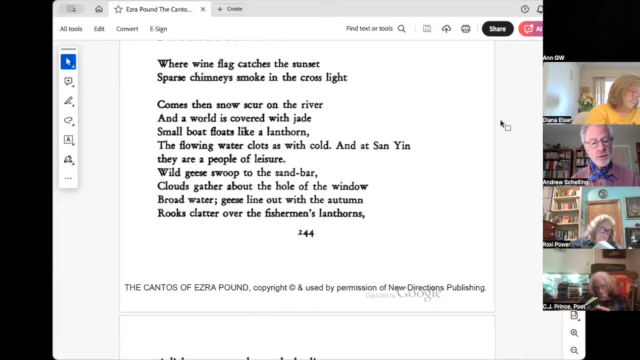 Ezra Pound The Cantos
+ Create
All tools
Edit
Convert
E-Sign
Find text or tools
Share
AI
Where wine flag catches the sunset
Sparse chimneys smoke in the cross light
Comes then snow scur on the river
And a world is covered with jade
Small boat floats like a lanthorn,
The flowing water clots as with cold. And at San Yin
they are a people of leisure.
Wild geese swoop to the sand-bar,
Clouds gather about the hole of the window
Broad water; geese line out with the autumn
Rooks clatter over the fishermen's lanthorns,
244
THE CANTOS OF EZRA POUND, copyright © & used by permission of New Directions Publishing.
Digitized by Google
Ann GW
Diana Elser
Andrew Schelling
Roxi Power
C.J. Prince, Poet